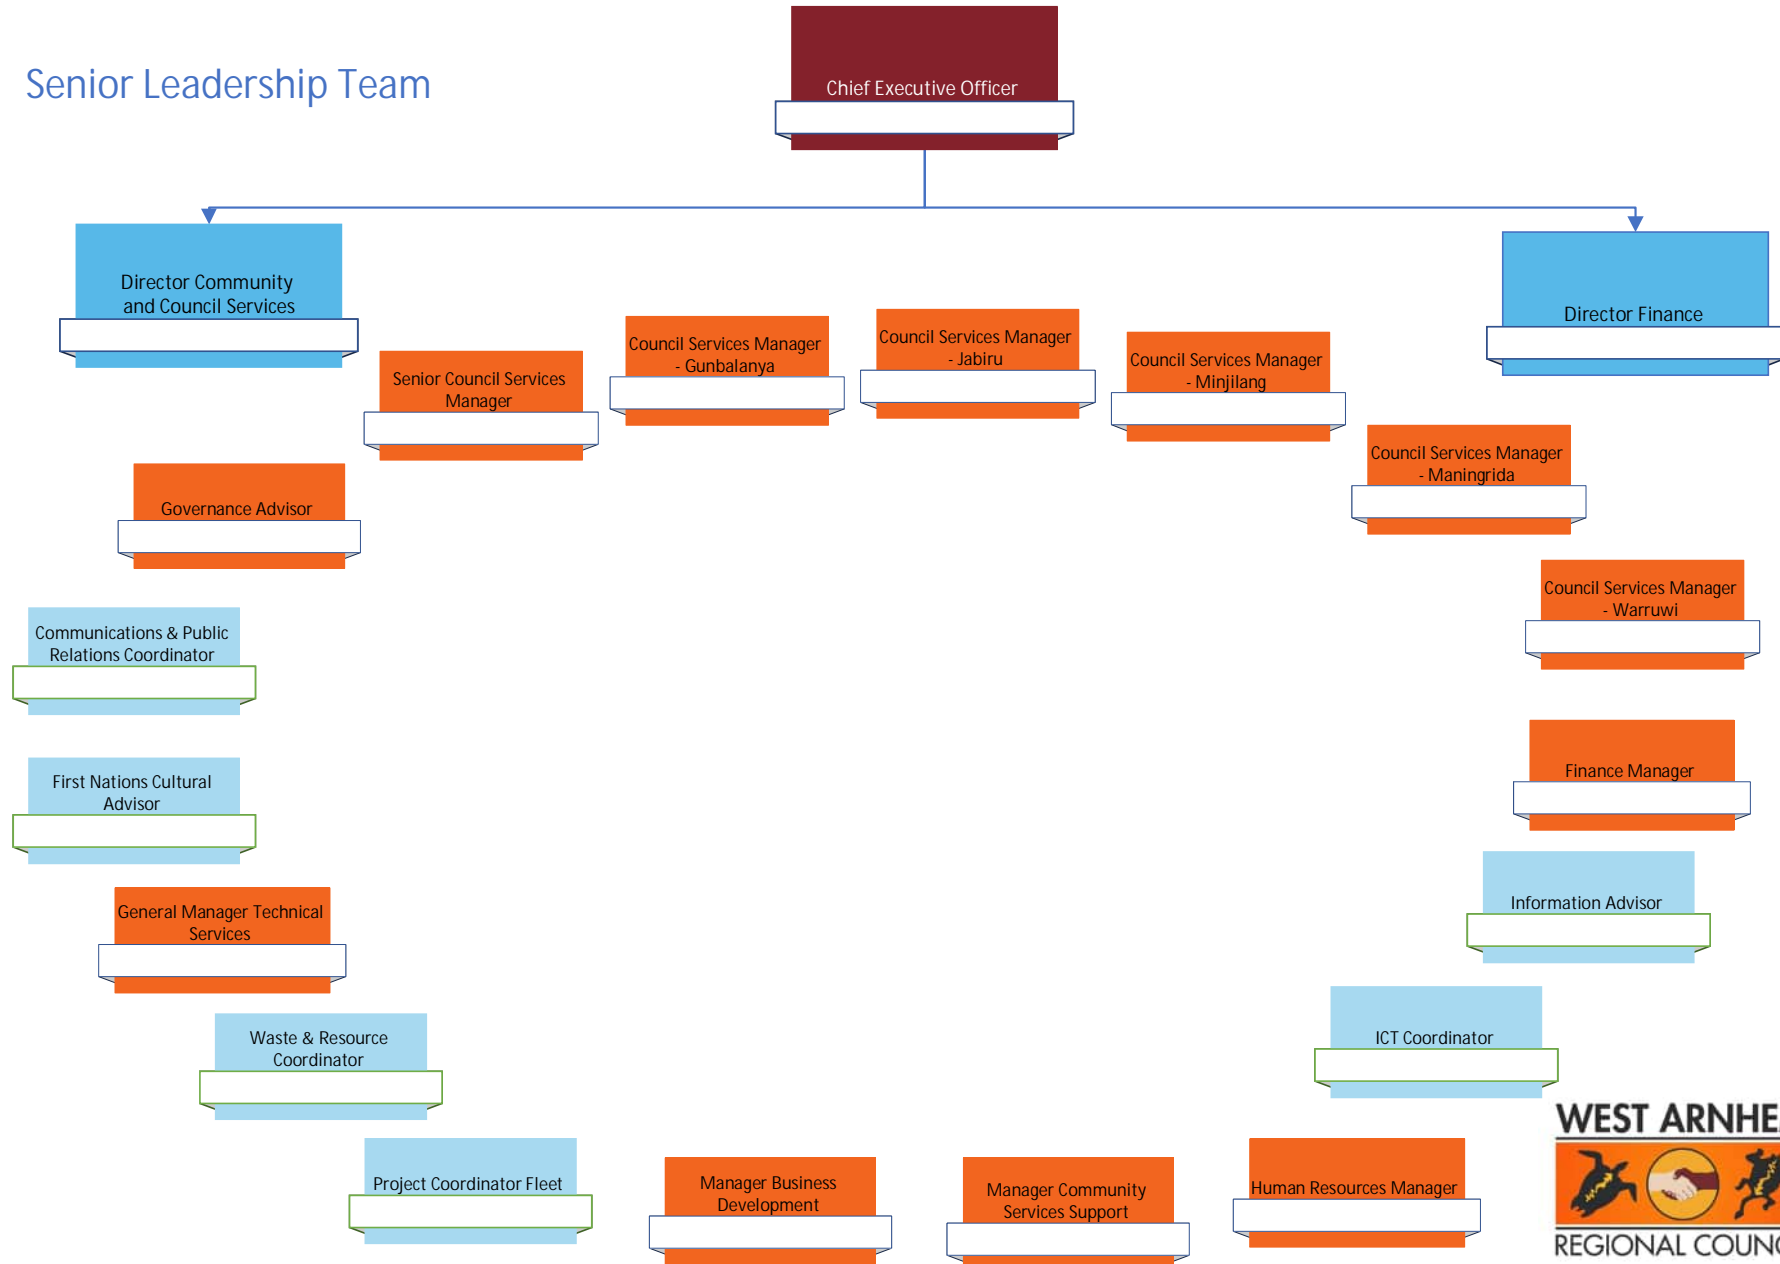 Senior Leadership Team
Chief Executive Officer
Director Community
and Council Services
Director Finance
Senior Council Services
Manager
Council Services Manager
- Gunbalanya
Council Services Manager
- Jabiru
Council Services Manager
- Minjilang
Council Services Manager
- Maningrida
Governance Advisor
Council Services Manager
- Warruwi
Communications & Public
Relations Coordinator
Finance Manager
First Nations Cultural
Advisor
Information Advisor
General Manager Technical
Services
Waste & Resource
Coordinator
ICT Coordinator
Project Coordinator Fleet
Manager Business
Development
Manager Community
Services Support
Human Resources Manager
WEST
REGIONAL